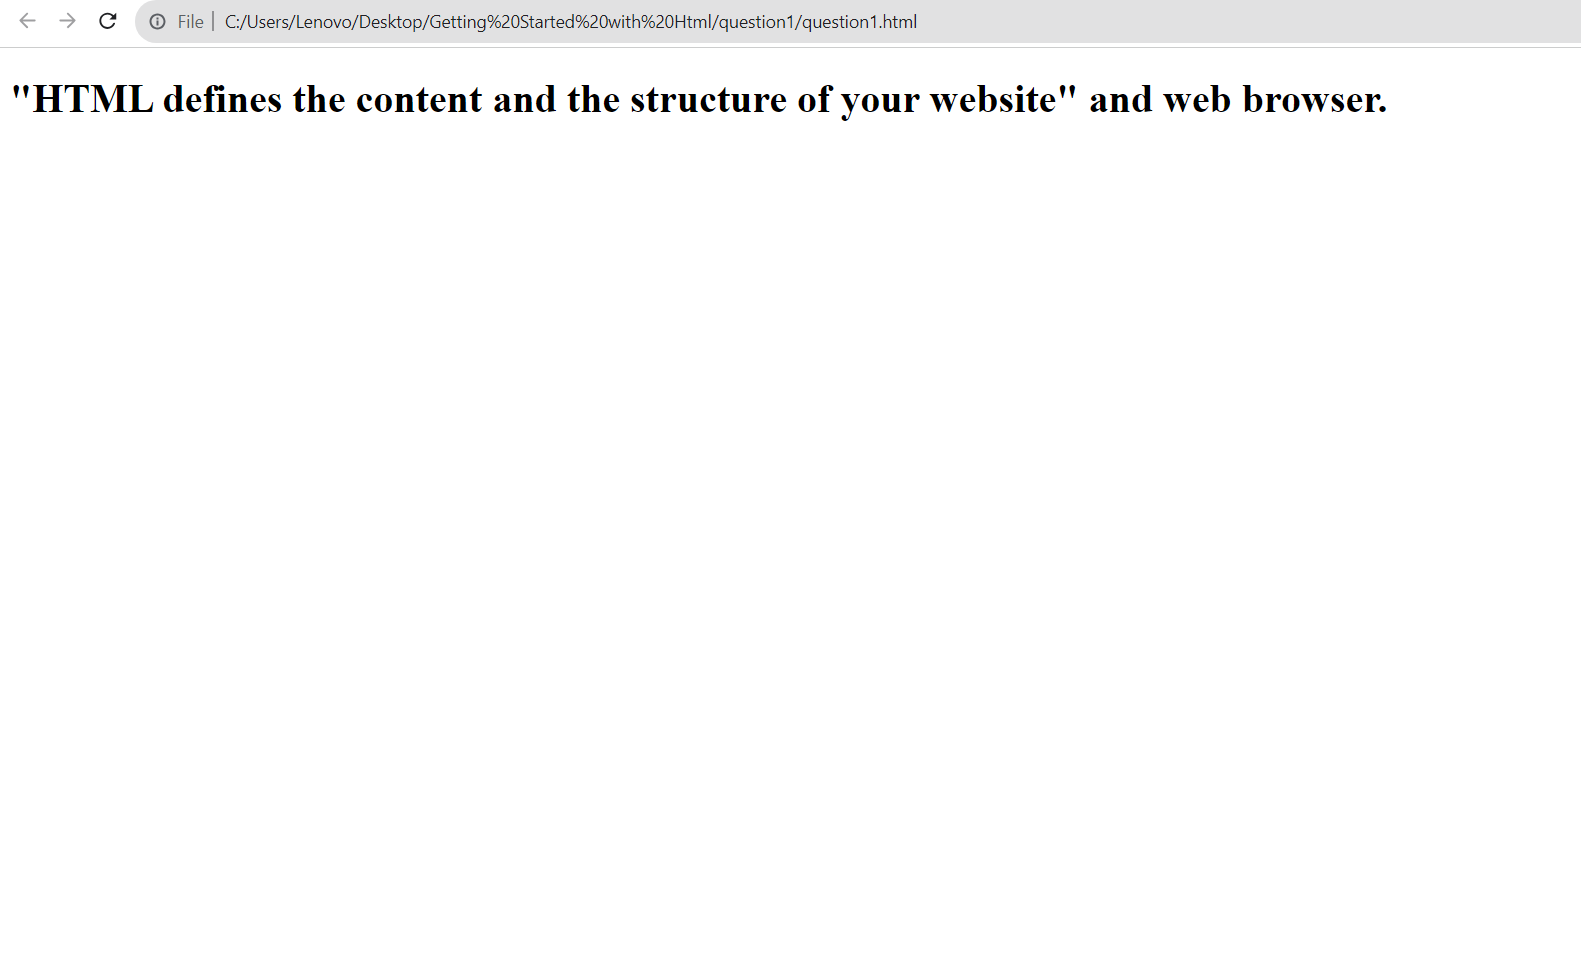 File C:/Users/Lenovo/Desktop/Getting%20Started%20with%20Html/question1/question1.html
"HTML defines the content and the structure of your website" and web browser.